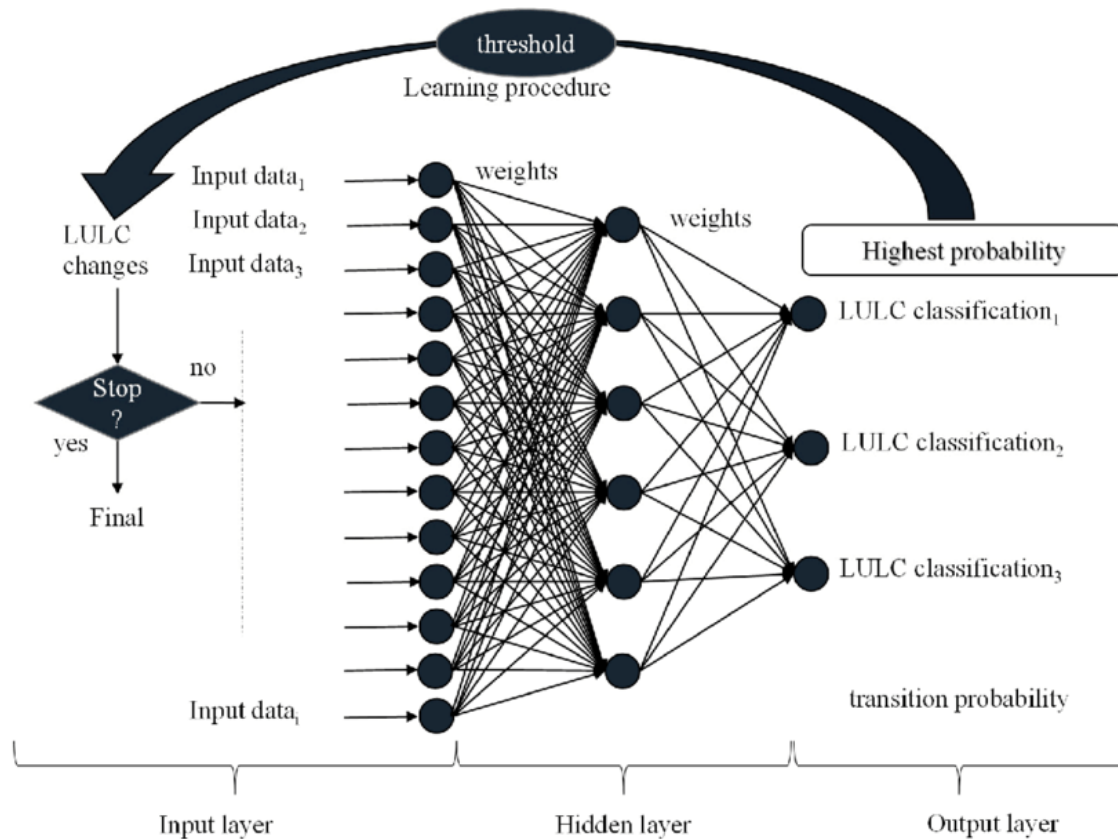 threshold
Learning procedure
Input data1
weights
Input data2
weights
LULC
changes
Input data3
Highest probability
LULC classification1
no
Stop
?
yes
LULC classification2
Final
LULC classification3
Input datai
transition probability
Input layer
Hidden layer
Output layer